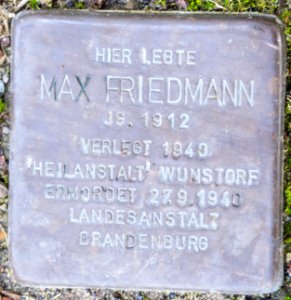 HIER LEBTE
MAX FRIEDMANN
JG. 1912
VERLEGT 1940
"HEILANSTALT" WUNSTORF
ERMORDET 27.9.1940
LANDESANSTALT
BRANDENBURG